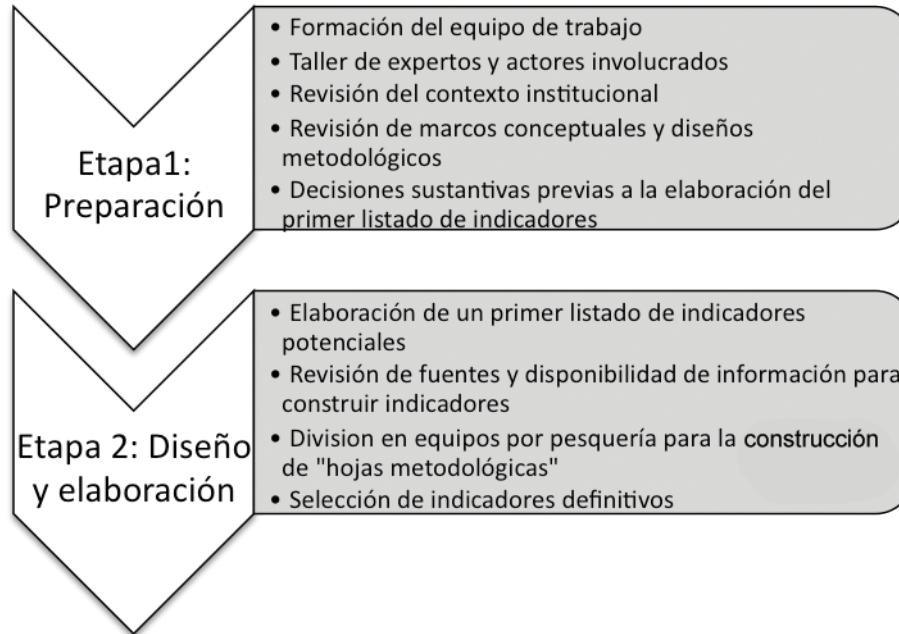 Etapa1:
Preparación
• Formación del equipo de trabajo
• Taller de expertos y actores involucrados
• Revisión del contexto institucional
• Revisión de marcos conceptuales y diseños
metodológicos
• Decisiones sustantivas previas a la elaboración del
primer listado de indicadores
Etapa 2: Diseño
y elaboración
• Elaboración de un primer listado de indicadores
potenciales
• Revisión de fuentes y disponibilidad de información para
construir indicadores
• Division en equipos por pesquería para la construcción
de "hojas metodológicas"
• Selección de indicadores definitivos